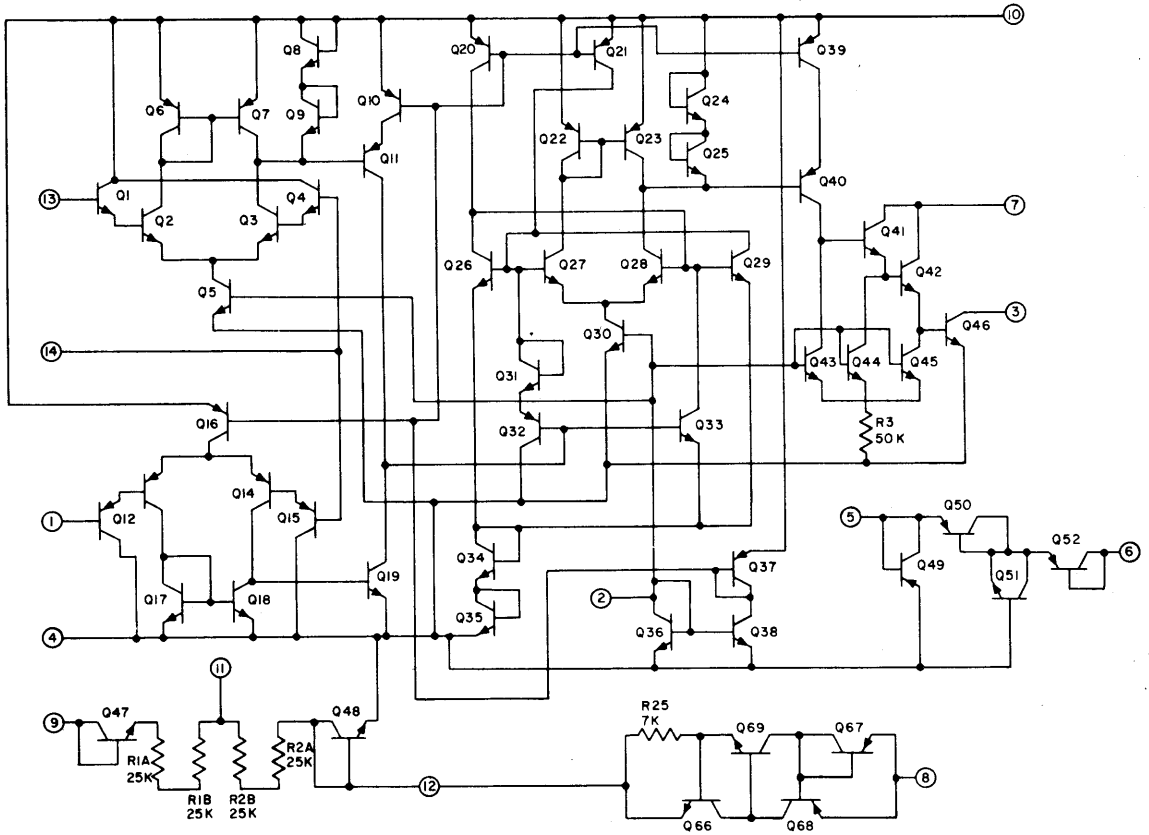 10
Q8
Q20
Q21
Q39
Q6
Q7
Q9
Q10
Q24
Q22
Q23
Q25
Q11
Q40
13
Q1
Q2
Q3
Q4
7
Q41
Q26
Q27
Q28
Q29
Q42
Q5
3
Q30
Q46
14
Q31
Q43
Q44
Q45
Q16
Q32
Q33
R3
50K
Q14
1
Q12
Q15
5
Q50
Q52
6
Q34
Q37
Q49
Q51
Q17
Q18
Q19
2
Q35
Q36
Q38
4
11
R25
7K
9
Q47
Q48
Q69
Q67
R1A
25K
R2A
25K
12
8
R1B
25K
R2B
25K
Q66
Q68